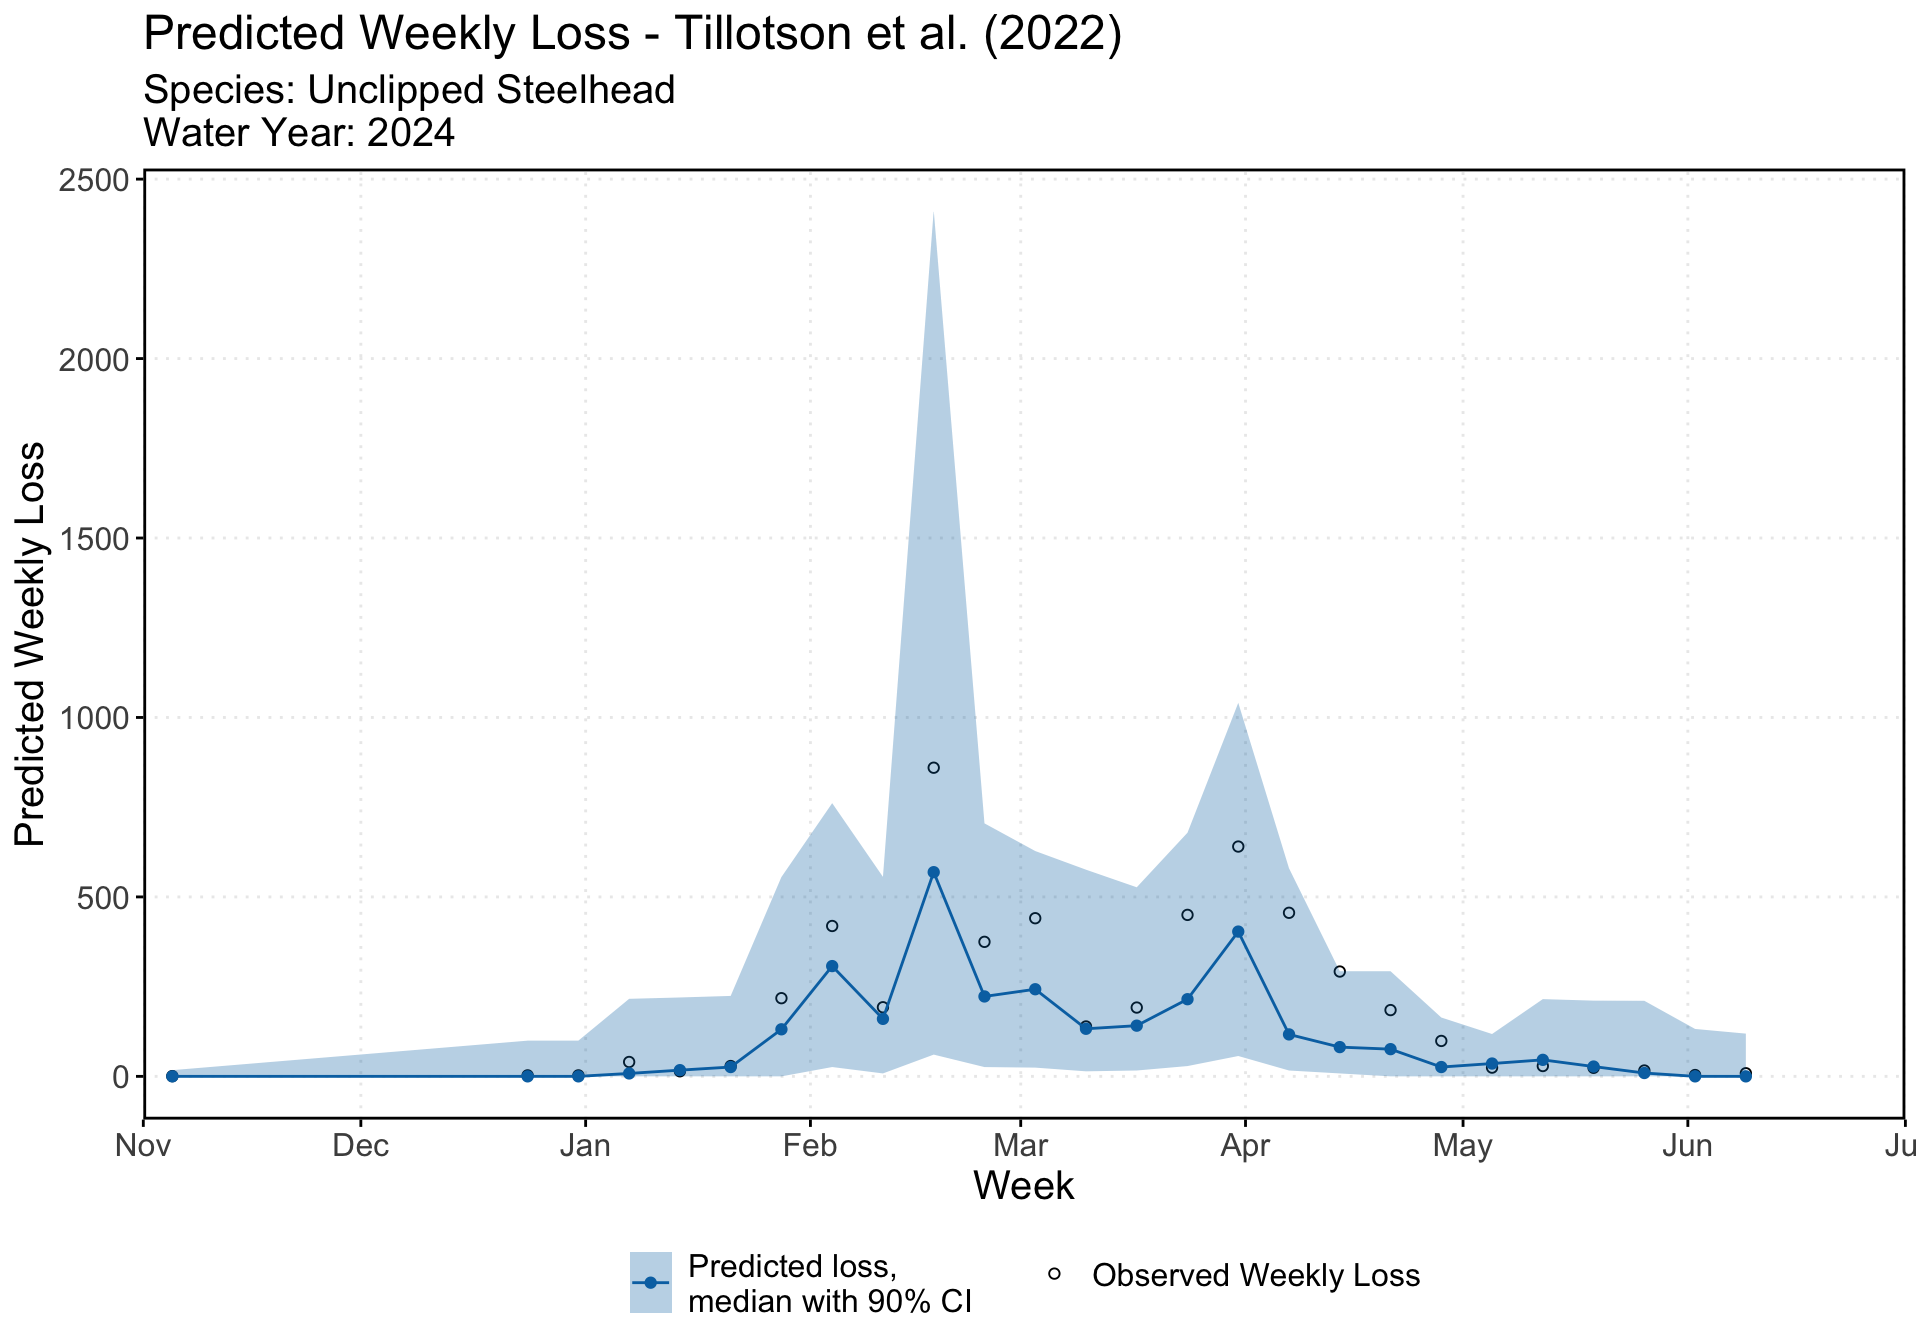 Predicted Weekly Loss - Tillotson et al. (2022)
Species: Unclipped Steelhead
Water Year: 2024
2500
2000
1500
1000
500
0
Predicted Weekly Loss
Nov Dec Jan Feb Mar Apr May Jun Ju
Week
Predicted loss,
median with 90% CI
Observed Weekly Loss